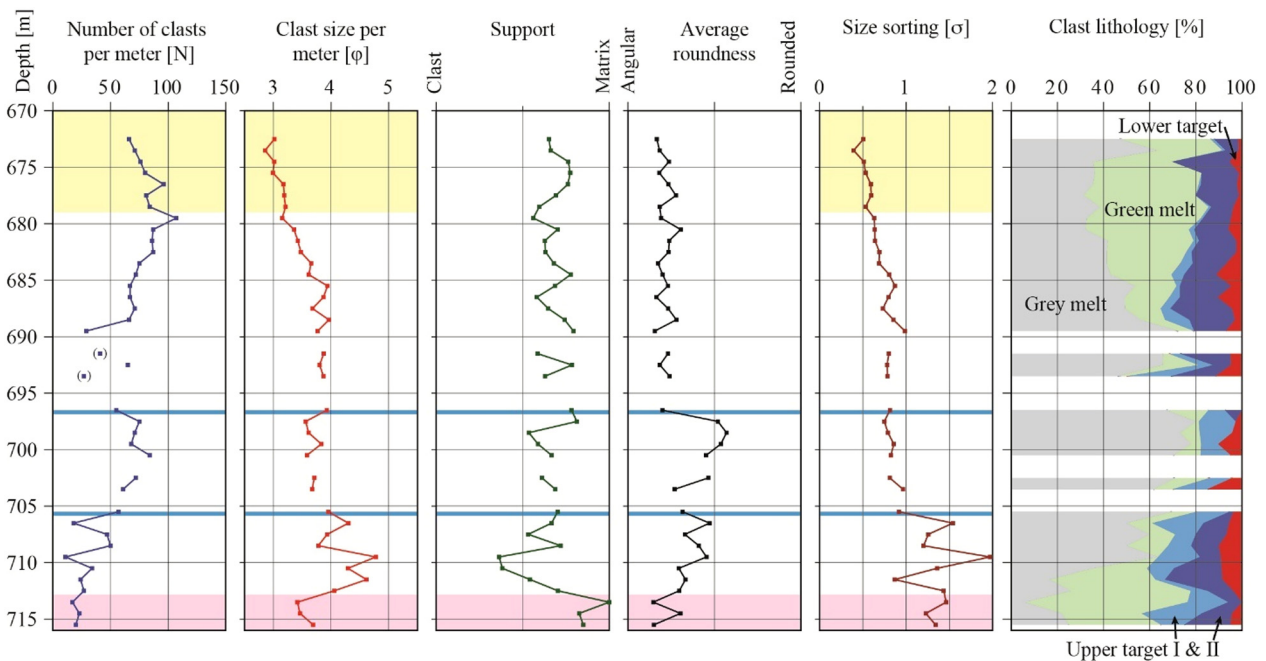 Depth [m]
Number of clasts
per meter [N]
Clast size per
meter [φ]
Support
Clast
Matrix
Average
roundness
Angular
Rounded
Size sorting [σ]
Clast lithology [%]
0 50 100 150
3 4 5
0 1 2
0 20 40 60 80 100
670
675
680
685
690
695
700
705
710
715
( )
( )
Lower target
Green melt
Grey melt
Upper target I & II